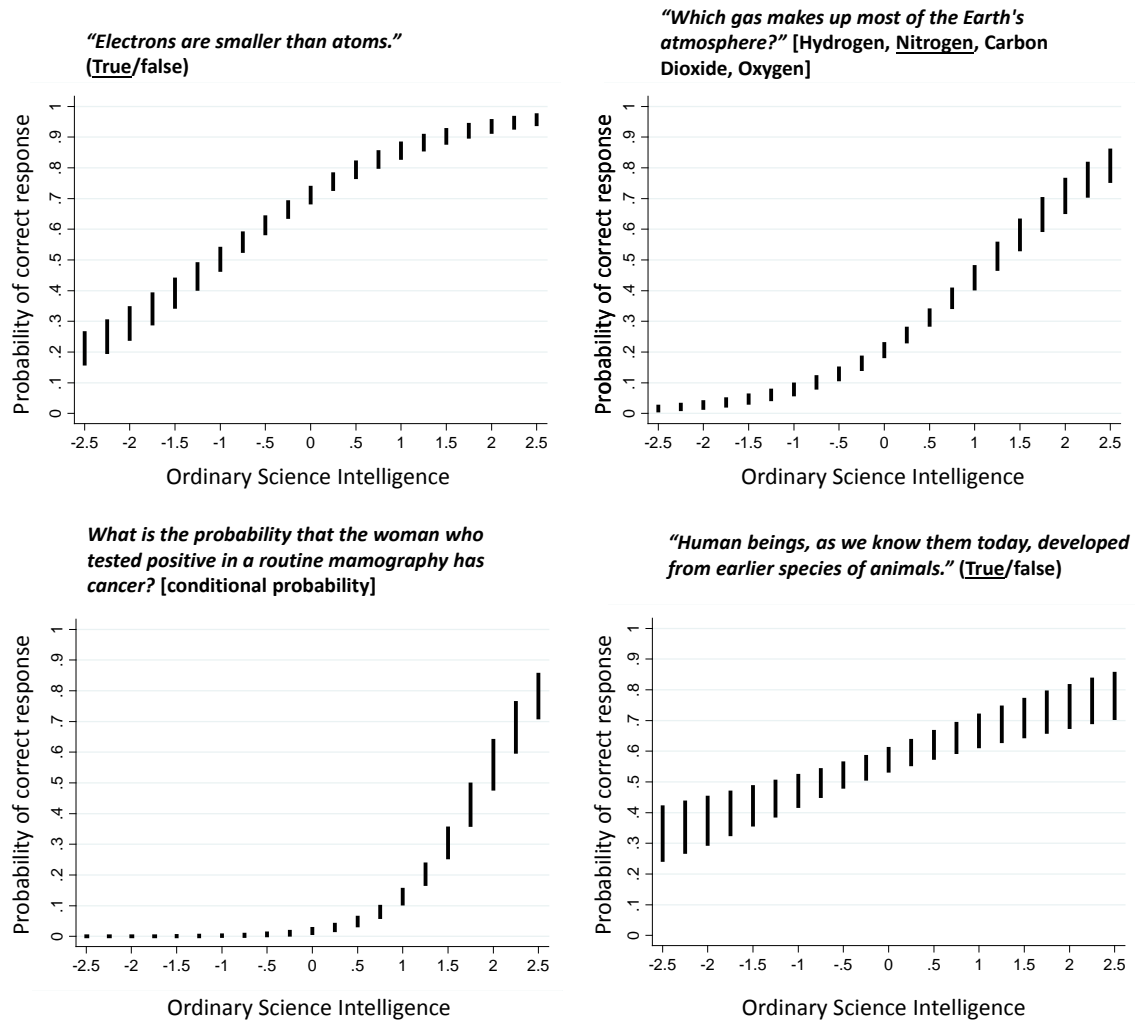 “Electrons are smaller than atoms.”
(True/false)
Probability of correct response
1
.9
.8
.7
.6
.5
.4
.3
.2
.1
0
-2.5 -2 -1.5 -1 -.5 0 .5 1 1.5 2 2.5
Ordinary Science Intelligence
“Which gas makes up most of the Earth's
atmosphere?” [Hydrogen, Nitrogen, Carbon
Dioxide, Oxygen]
Probability of correct response
1
.9
.8
.7
.6
.5
.4
.3
.2
.1
0
-2.5 -2 -1.5 -1 -.5 0 .5 1 1.5 2 2.5
Ordinary Science Intelligence
What is the probability that the woman who
tested positive in a routine mamography has
cancer? [conditional probability]
Probability of correct response
1
.9
.8
.7
.6
.5
.4
.3
.2
.1
0
-2.5 -2 -1.5 -1 -.5 0 .5 1 1.5 2 2.5
Ordinary Science Intelligence
“Human beings, as we know them today, developed
from earlier species of animals.” (True/false)
Probability of correct response
1
.9
.8
.7
.6
.5
.4
.3
.2
.1
0
-2.5 -2 -1.5 -1 -.5 0 .5 1 1.5 2 2.5
Ordinary Science Intelligence